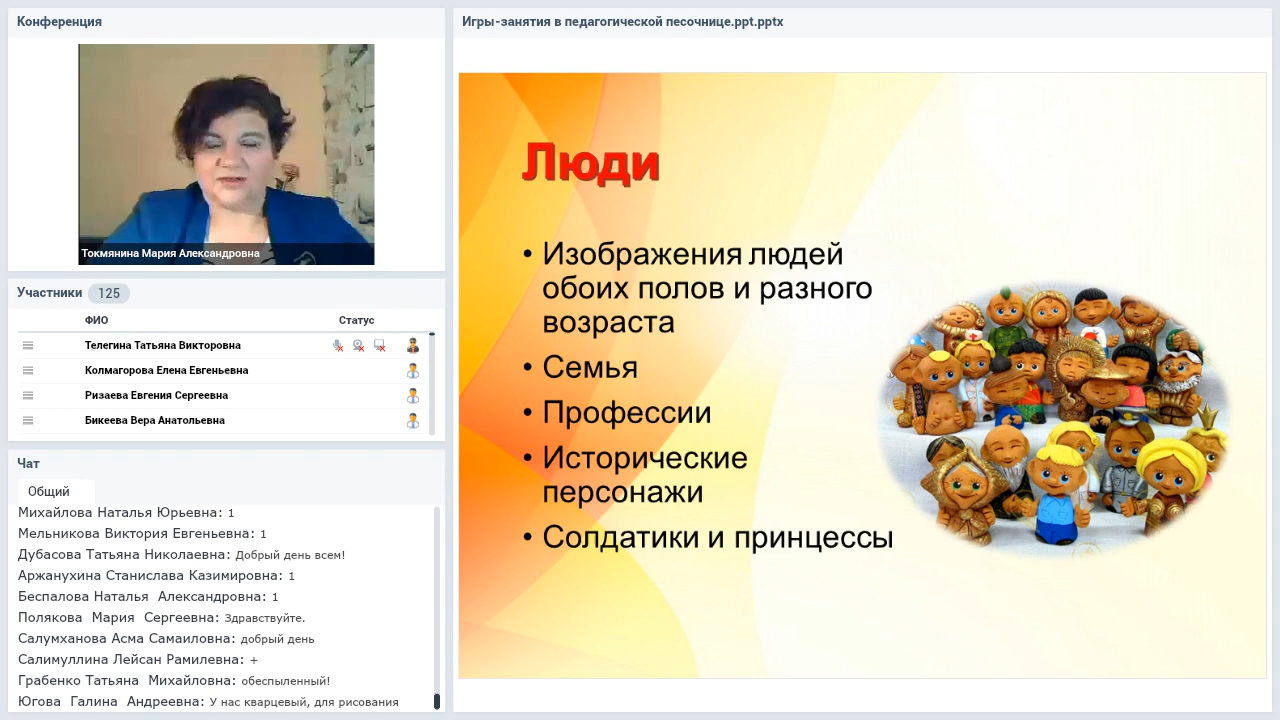 Конференция
Токмянина Мария Александровна
Участники 125
ФИО Статус
Телегина Татьяна Викторовна
Колмагорова Елена Евгеньевна
Ризаева Евгения Сергеевна
Бикеева Вера Анатольевна
Чат
Общий
Михайлова Наталья Юрьевна: 1
Мельникова Виктория Евгеньевна: 1
Дубасова Татьяна Николаевна: Добрый день всем!
Аржанухина Станислава Казимировна: 1
Беспалова Наталья Александровна: 1
Полякова Мария Сергеевна: Здравствуйте.
Салумханова Асма Самаиловна: добрый день
Салимуллина Лейсан Рамилевна: +
Грабенко Татьяна Михайловна: обеспыленный!
Югова Галина Андреевна: У нас кварцевый, для рисования
Игры-занятия в педагогической песочнице.ppt.pptx
Люди
• Изображения людей
обоих полов и разного
возраста
• Семья
• Профессии
• Исторические
персонажи
• Солдатики и принцессы